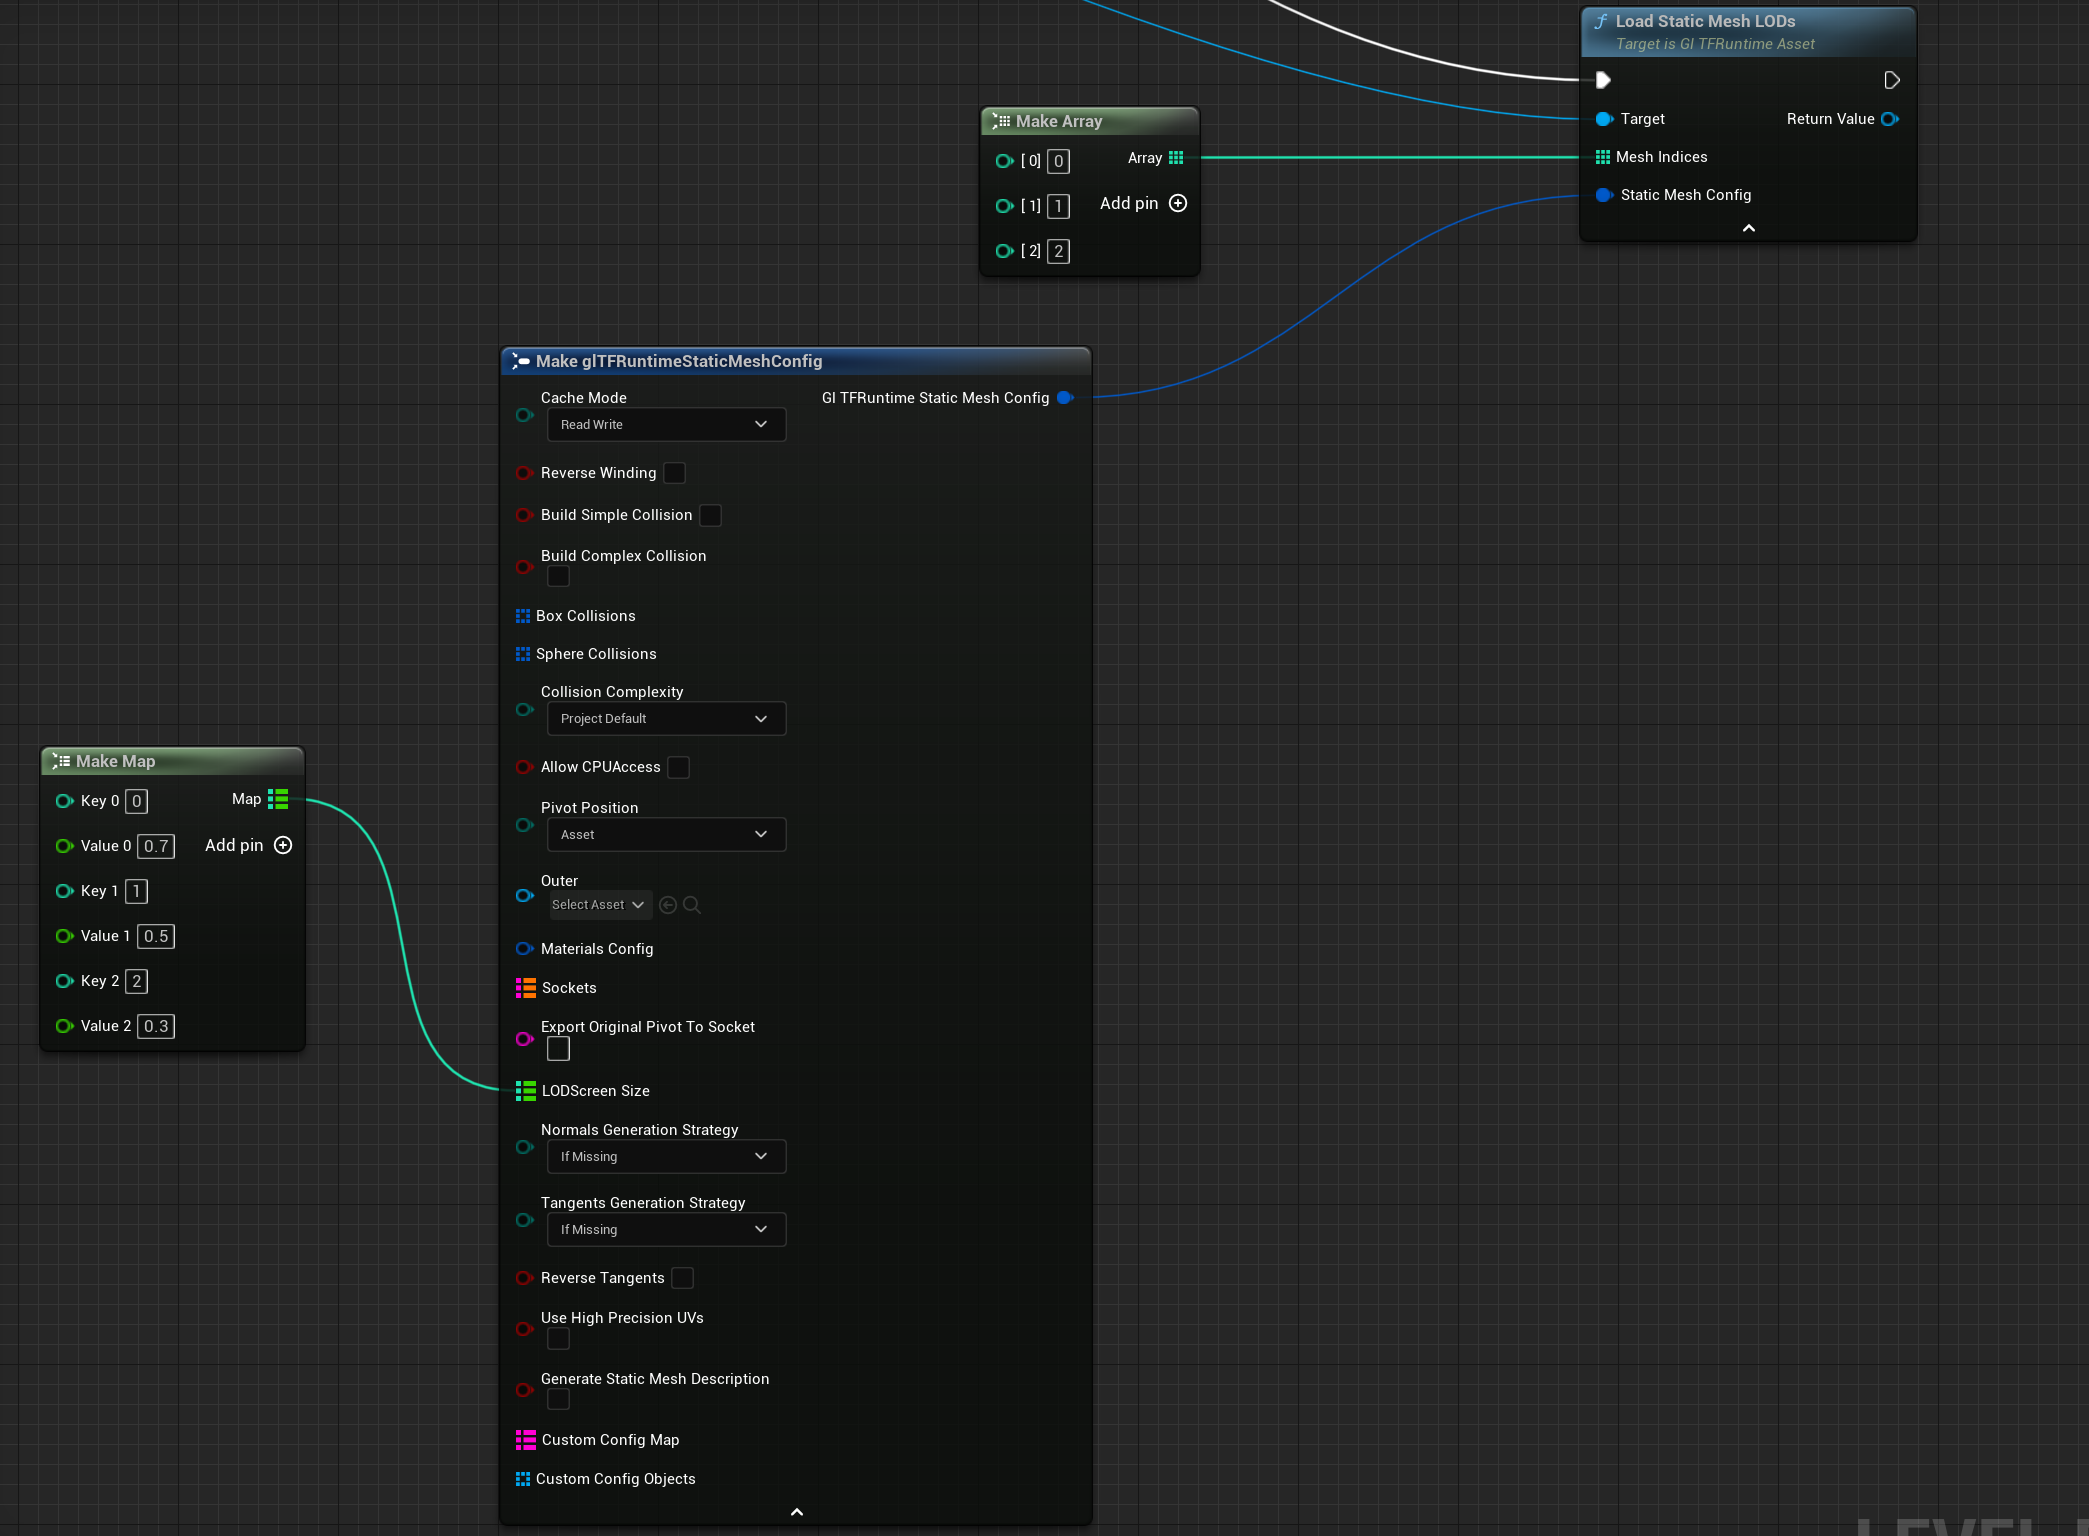 Load Static Mesh LODs
Target is Gl TFRuntime Asset
Target
Return Value
Mesh Indices
Static Mesh Config
Make Array
[ 0] 0
Array
[ 1] 1
Add pin
[ 2] 2
Make glTFRuntimeStaticMeshConfig
Cache Mode
Gl TFRuntime Static Mesh Config
Read Write
Reverse Winding
Build Simple Collision
Build Complex Collision
Box Collisions
Sphere Collisions
Collision Complexity
Project Default
Allow CPUAccess
Pivot Position
Asset
Outer
Select Asset
Materials Config
Sockets
Export Original Pivot To Socket
LODScreen Size
Normals Generation Strategy
If Missing
Tangents Generation Strategy
If Missing
Reverse Tangents
Use High Precision UVs
Generate Static Mesh Description
Custom Config Map
Custom Config Objects
Make Map
Key 0 0
Map
Value 0 0.7
Add pin
Key 1 1
Value 1 0.5
Key 2 2
Value 2 0.3